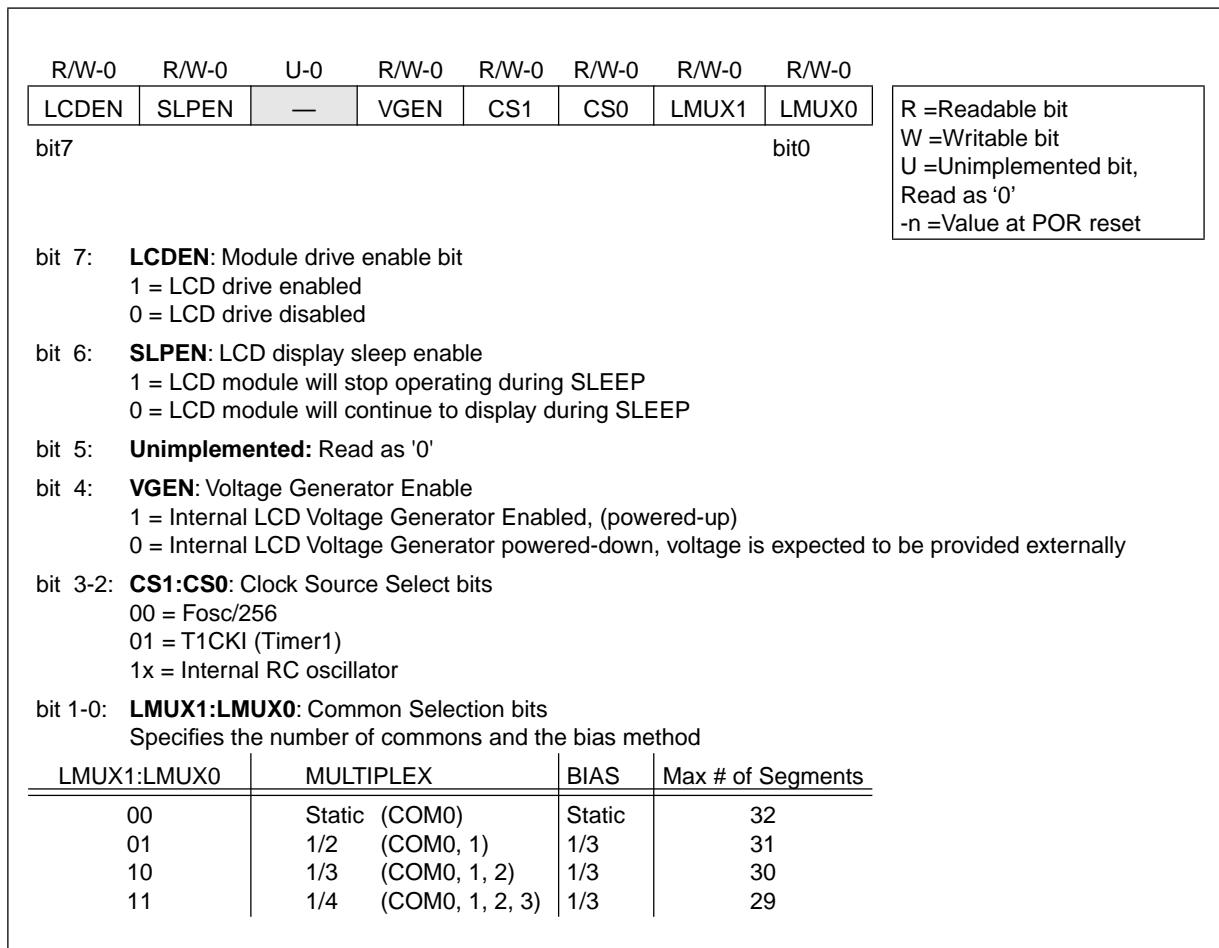 R/W-0 R/W-0 U-0 R/W-0 R/W-0 R/W-0 R/W-0 R/W-0
LCDEN SLPEN — VGEN CS1 CS0 LMUX1 LMUX0
bit7 bit0
R =Readable bit
W =Writable bit
U =Unimplemented bit,
Read as ‘0’
-n =Value at POR reset
bit 7: LCDEN: Module drive enable bit
1 = LCD drive enabled
0 = LCD drive disabled
bit 6: SLPEN: LCD display sleep enable
1 = LCD module will stop operating during SLEEP
0 = LCD module will continue to display during SLEEP
bit 5: Unimplemented: Read as '0'
bit 4: VGEN: Voltage Generator Enable
1 = Internal LCD Voltage Generator Enabled, (powered-up)
0 = Internal LCD Voltage Generator powered-down, voltage is expected to be provided externally
bit 3-2: CS1:CS0: Clock Source Select bits
00 = Fosc/256
01 = T1CKI (Timer1)
1x = Internal RC oscillator
bit 1-0: LMUX1:LMUX0: Common Selection bits
Specifies the number of commons and the bias method
LMUX1:LMUX0 MULTIPLEX BIAS Max # of Segments
00 Static (COM0) Static 32
01 1/2 (COM0, 1) 1/3 31
10 1/3 (COM0, 1, 2) 1/3 30
11 1/4 (COM0, 1, 2, 3) 1/3 29